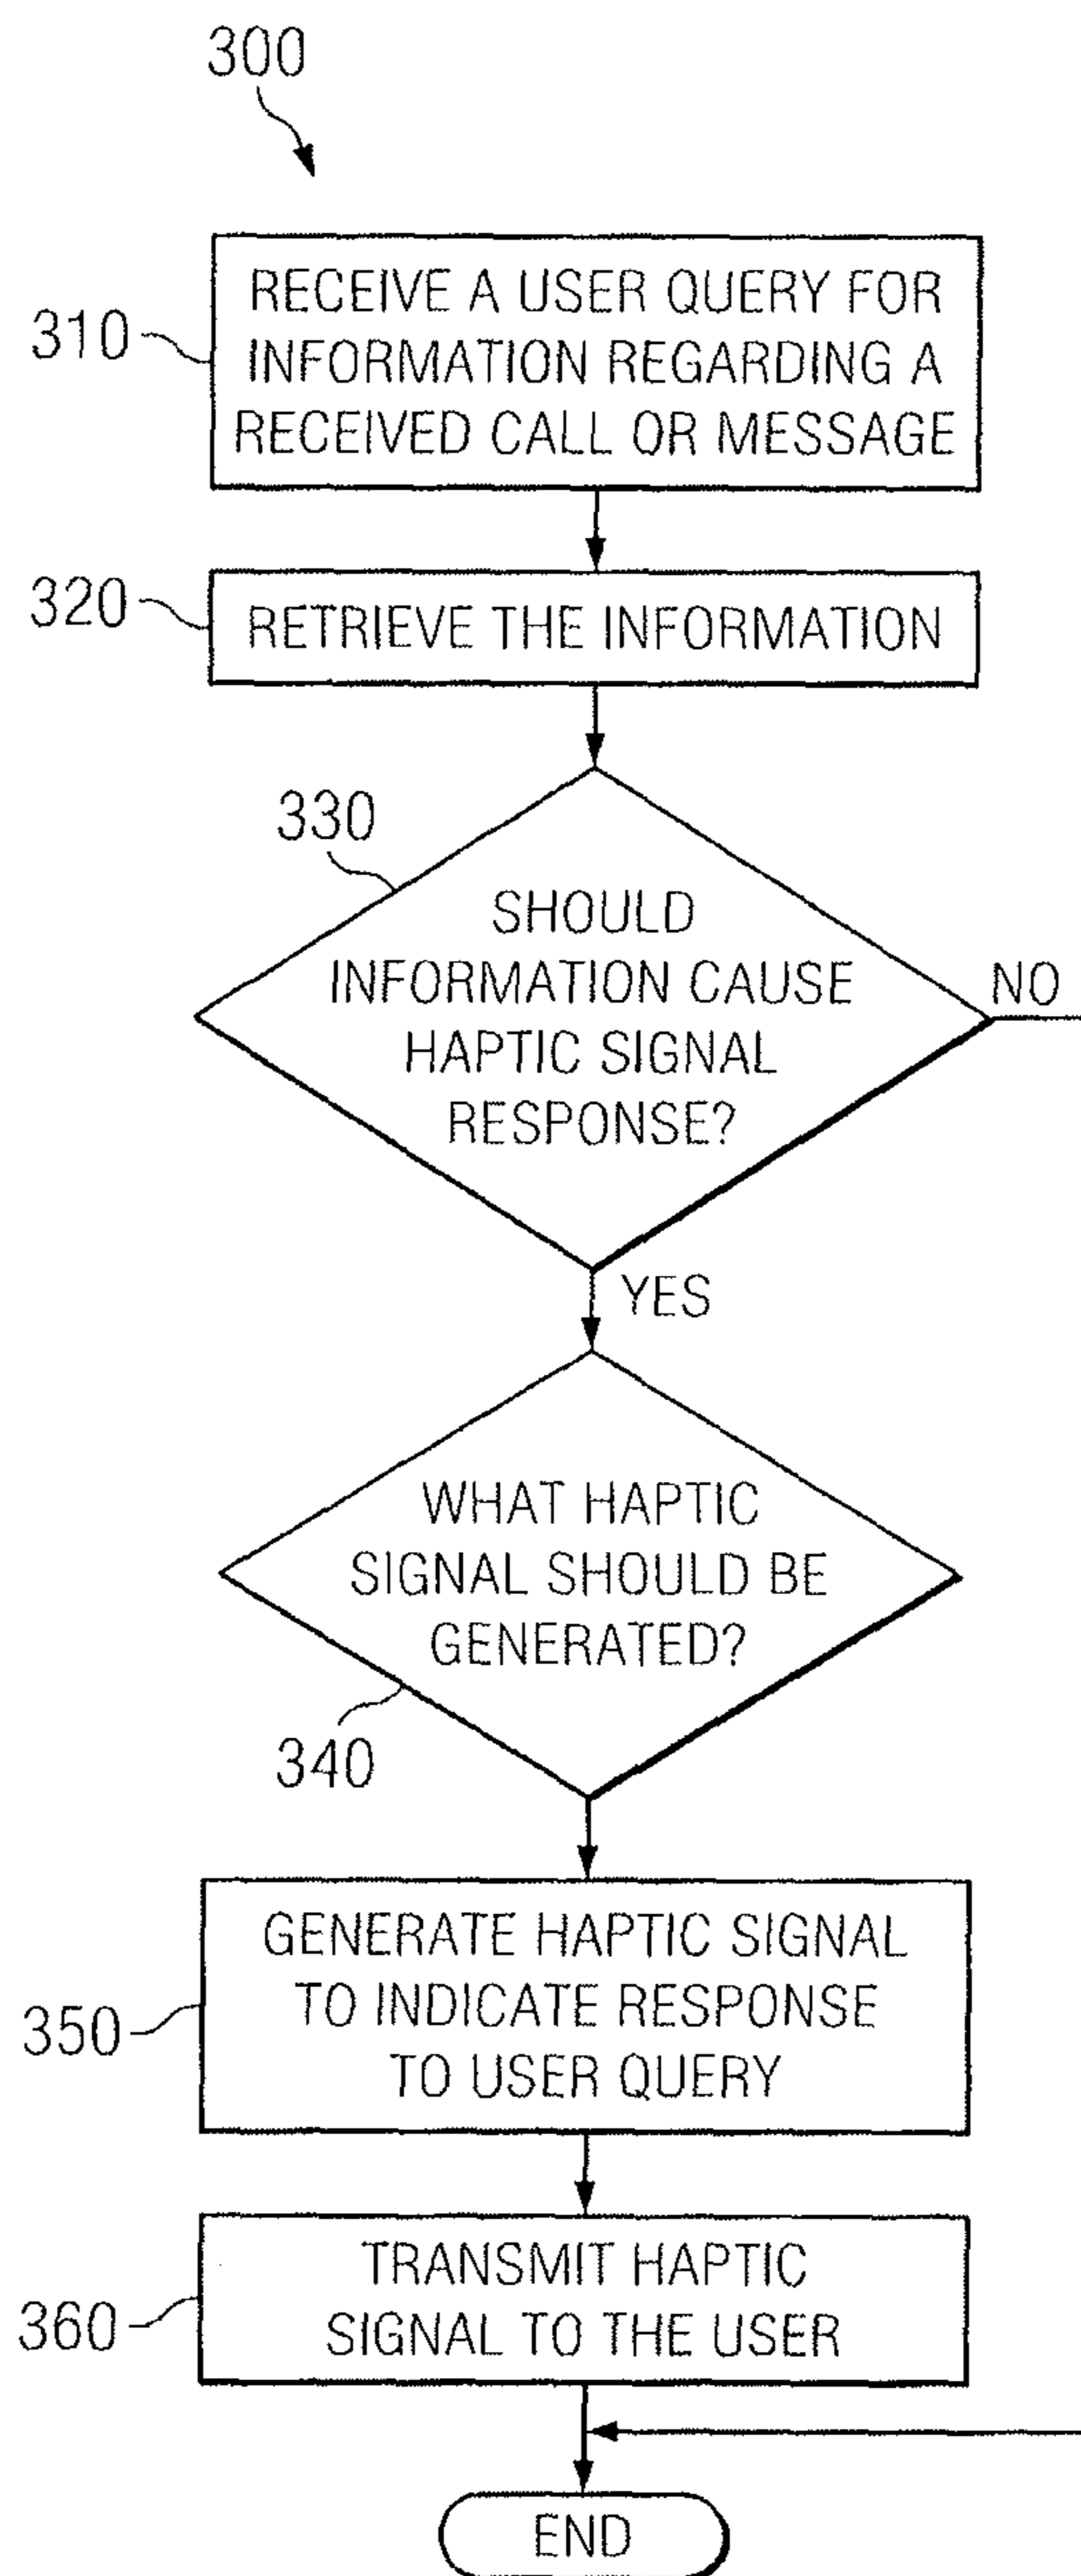 300
310
RECEIVE A USER QUERY FOR
INFORMATION REGARDING A
RECEIVED CALL OR MESSAGE
320
RETRIEVE THE INFORMATION
330
SHOULD
INFORMATION CAUSE
HAPTIC SIGNAL
RESPONSE?
NO
YES
WHAT HAPTIC
SIGNAL SHOULD BE
GENERATED?
340
350
GENERATE HAPTIC SIGNAL
TO INDICATE RESPONSE
TO USER QUERY
360
TRANSMIT HAPTIC
SIGNAL TO THE USER
END